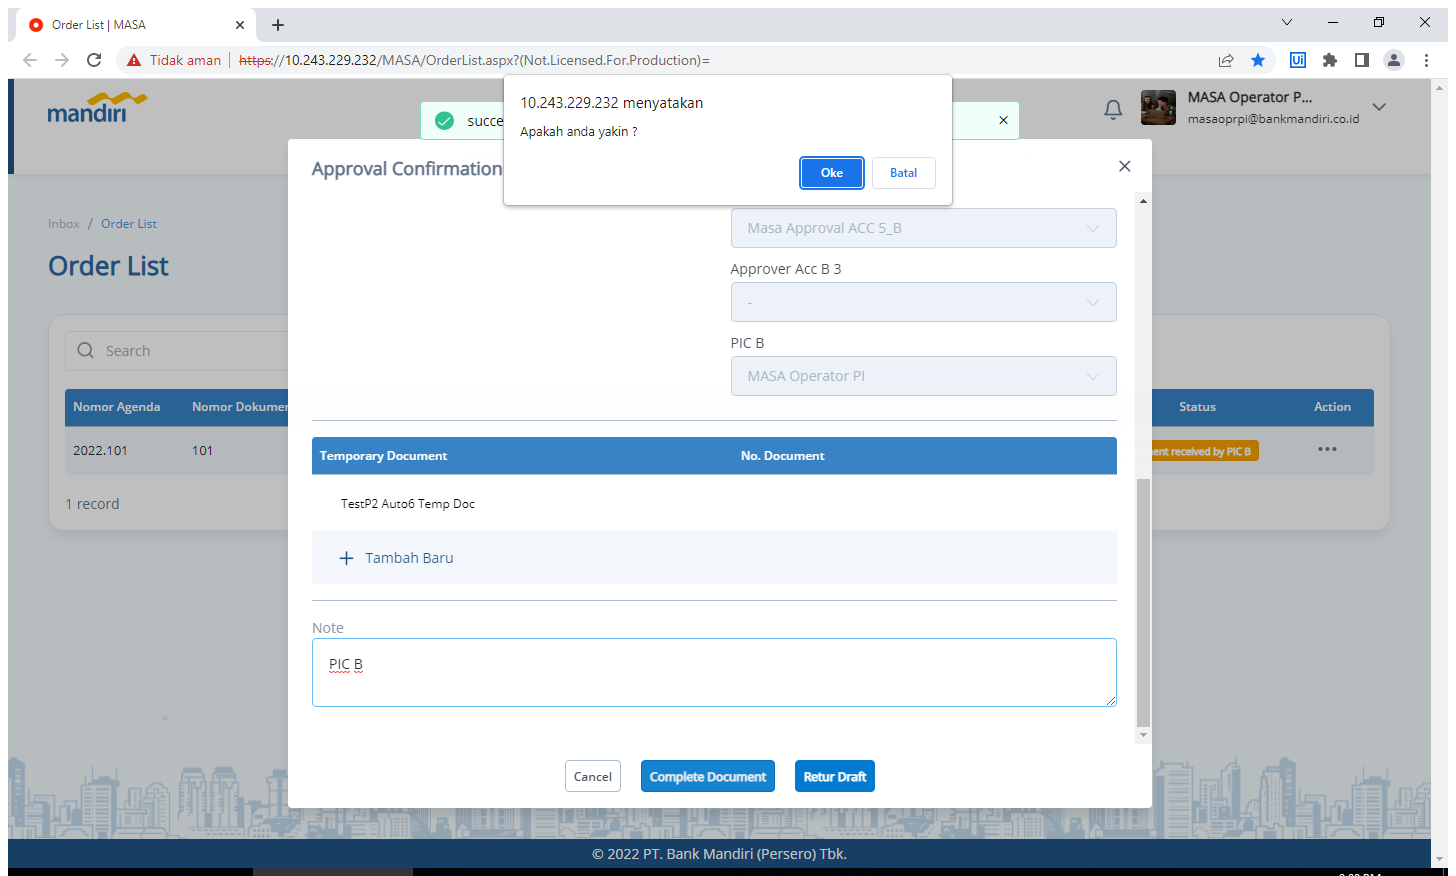 Order List | MASA
Tidak aman
https://10.243.229.232/MASA/OrderList.aspx?(Not.Licensed.For.Production)=
10.243.229.232 menyatakan
Apakah anda yakin ?
Oke
Batal
mandiri
succe
MASA Operator P...
masaoprpi@bankmandiri.co.id
Approval Confirmation
Inbox / Order List
Order List
Search
Nomor Agenda
Nomor Dokumen
Status
Action
2022.101
101
ent received by PIC B
1 record
Masa Approval ACC 5_B
Approver Acc B 3
-
PIC B
MASA Operator PI
Temporary Document
No. Document
TestP2 Auto6 Temp Doc
+ Tambah Baru
Note
PIC B
Cancel
Complete Document
Retur Draft
© 2022 PT. Bank Mandiri (Persero) Tbk.